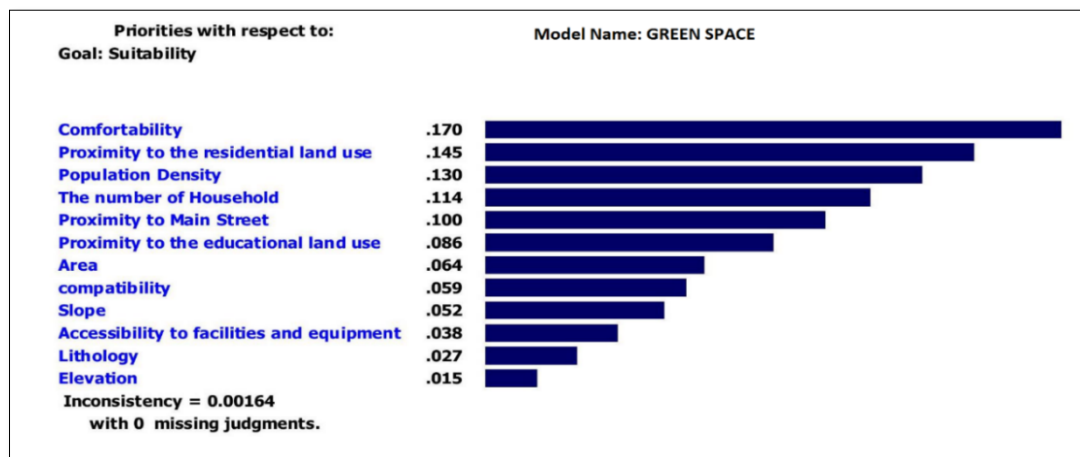 Priorities with respect to:
Model Name: GREEN SPACE
Goal: Suitability
Comfortability .170
Proximity to the residential land use .145
Population Density .130
The number of Household .114
Proximity to Main Street .100
Proximity to the educational land use .086
Area .064
compatibility .059
Slope .052
Accessibility to facilities and equipment .038
Lithology .027
Elevation .015
Inconsistency = 0.00164
with 0 missing judgments.